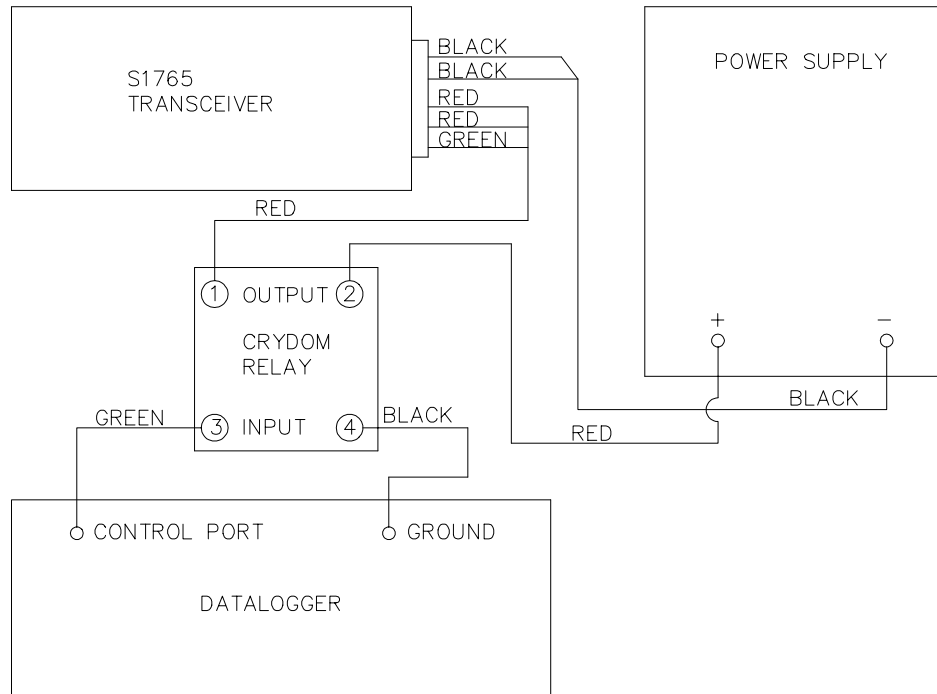 S1765
TRANSCEIVER
BLACK
BLACK
RED
RED
GREEN
POWER SUPPLY
RED
1 OUTPUT 2
CRYDOM
RELAY
+ −
BLACK
GREEN
3 INPUT 4
BLACK
RED
CONTROL PORT
GROUND
DATALOGGER